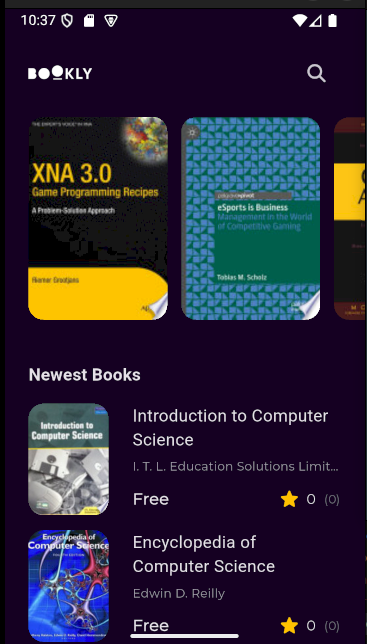 10:37
BOOKLY
THE EXPERT'S VOICE IN XNA
XNA 3.0
Game Programming Recipes
A Problem-Solution Approach
Riemer Grootjans
eSports is Business
Management in the World
of Competitive Gaming
Tobias M. Scholz
Newest Books
Introduction to
Computer Science
Introduction to Computer
Science
I. T. L. Education Solutions Limit...
Free
0 (0)
Encyclopedia of
Computer Science
Encyclopedia of
Computer Science
Edwin D. Reilly
Free
0 (0)